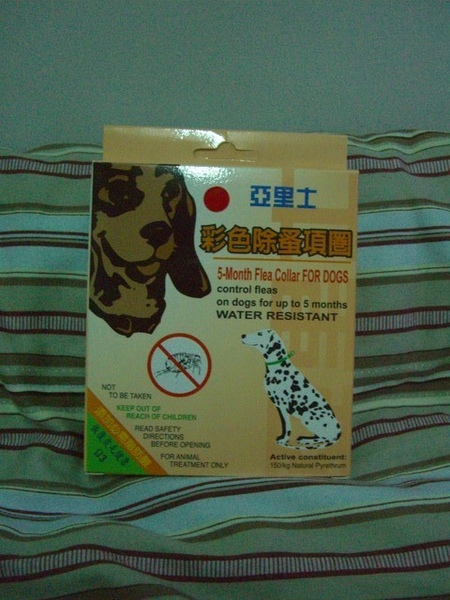 亞里士
彩色除蚤項圈
5-Month Flea Collar FOR DOGS
control fleas
on dogs for up to 5 months
WATER RESISTANT
NOT
TO BE TAKEN
KEEP OUT OF
REACH OF CHILDREN
READ SAFETY
DIRECTIONS
BEFORE OPENING
FOR ANIMAL
TREATMENT ONLY
Active constituent:
150/kg Natural Pyrethrum